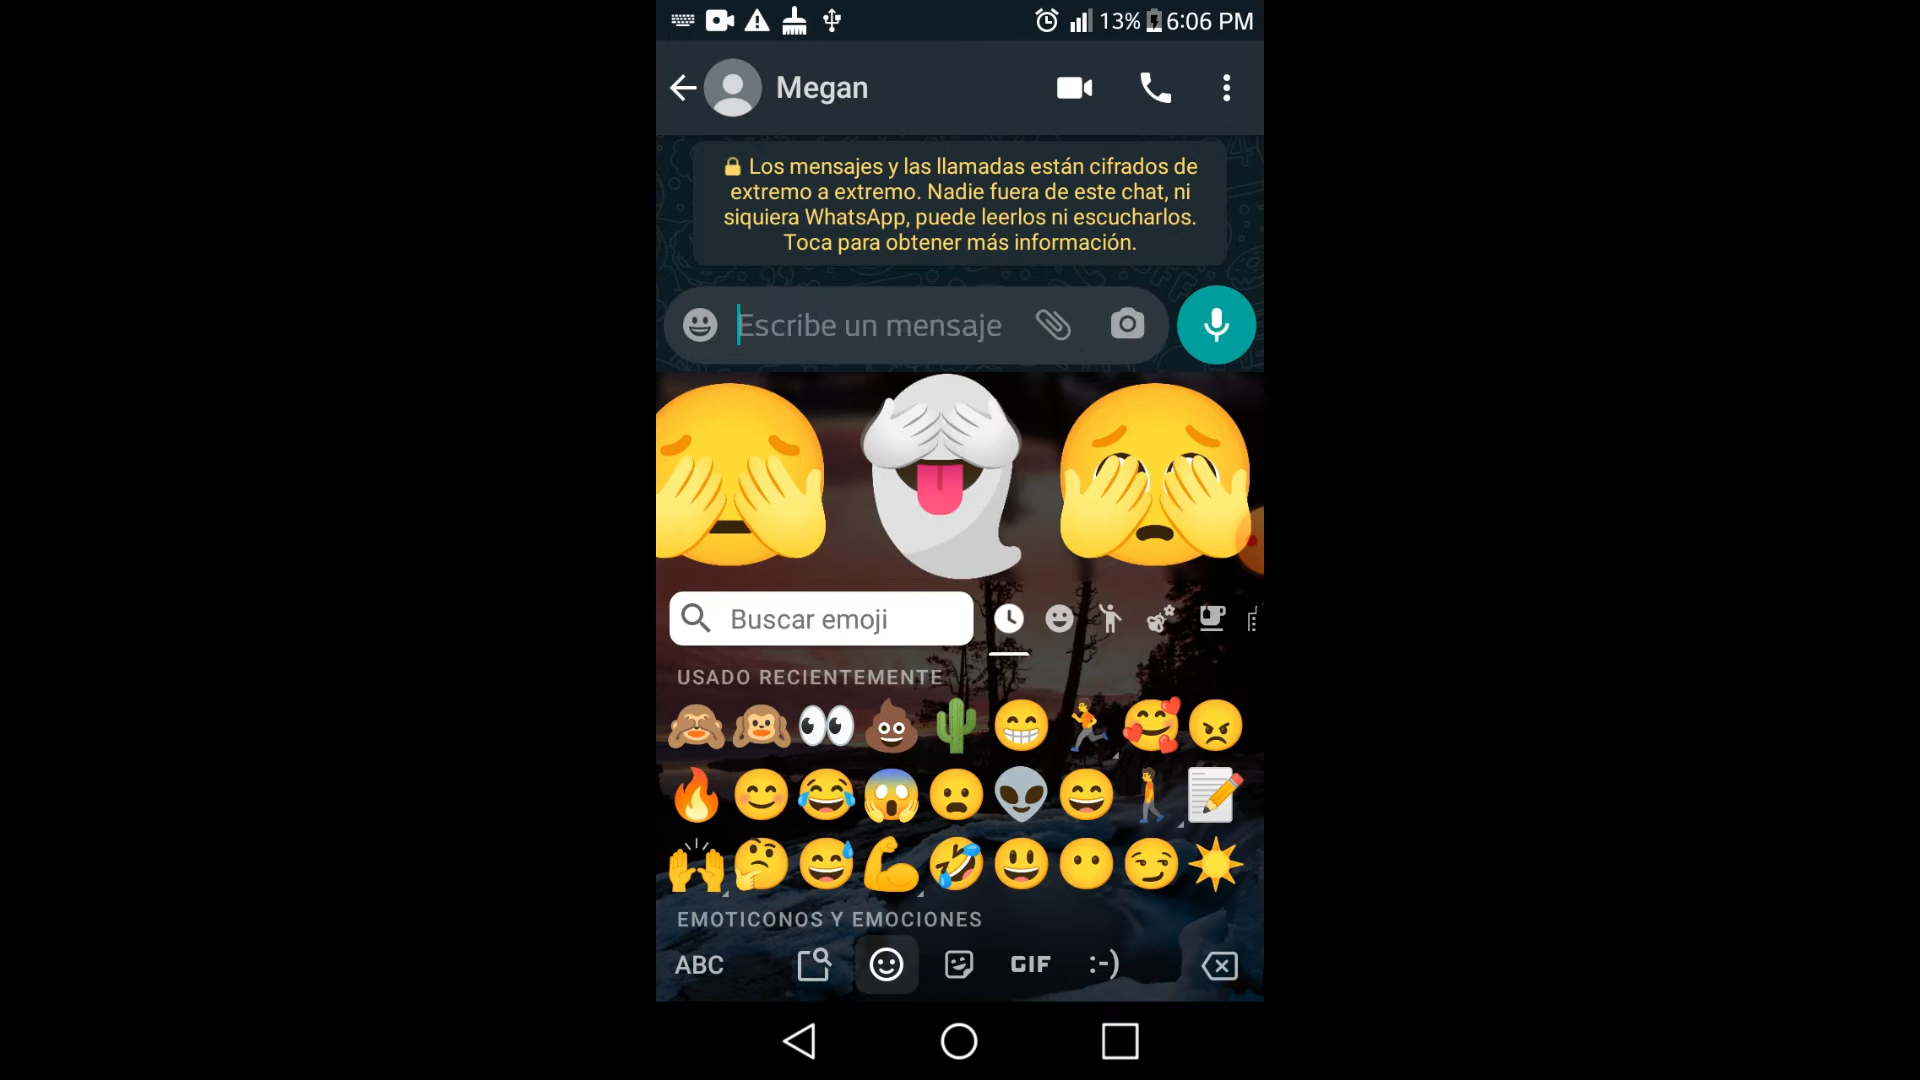 13% 6:06 PM
Megan
Los mensajes y las llamadas están cifrados de
extremo a extremo. Nadie fuera de este chat, ni
siquiera WhatsApp, puede leerlos ni escucharlos.
Toca para obtener más información.
Escribe un mensaje
Buscar emoji
USADO RECIENTEMENTE
EMOTICONOS Y EMOCIONES
ABC GIF :-)